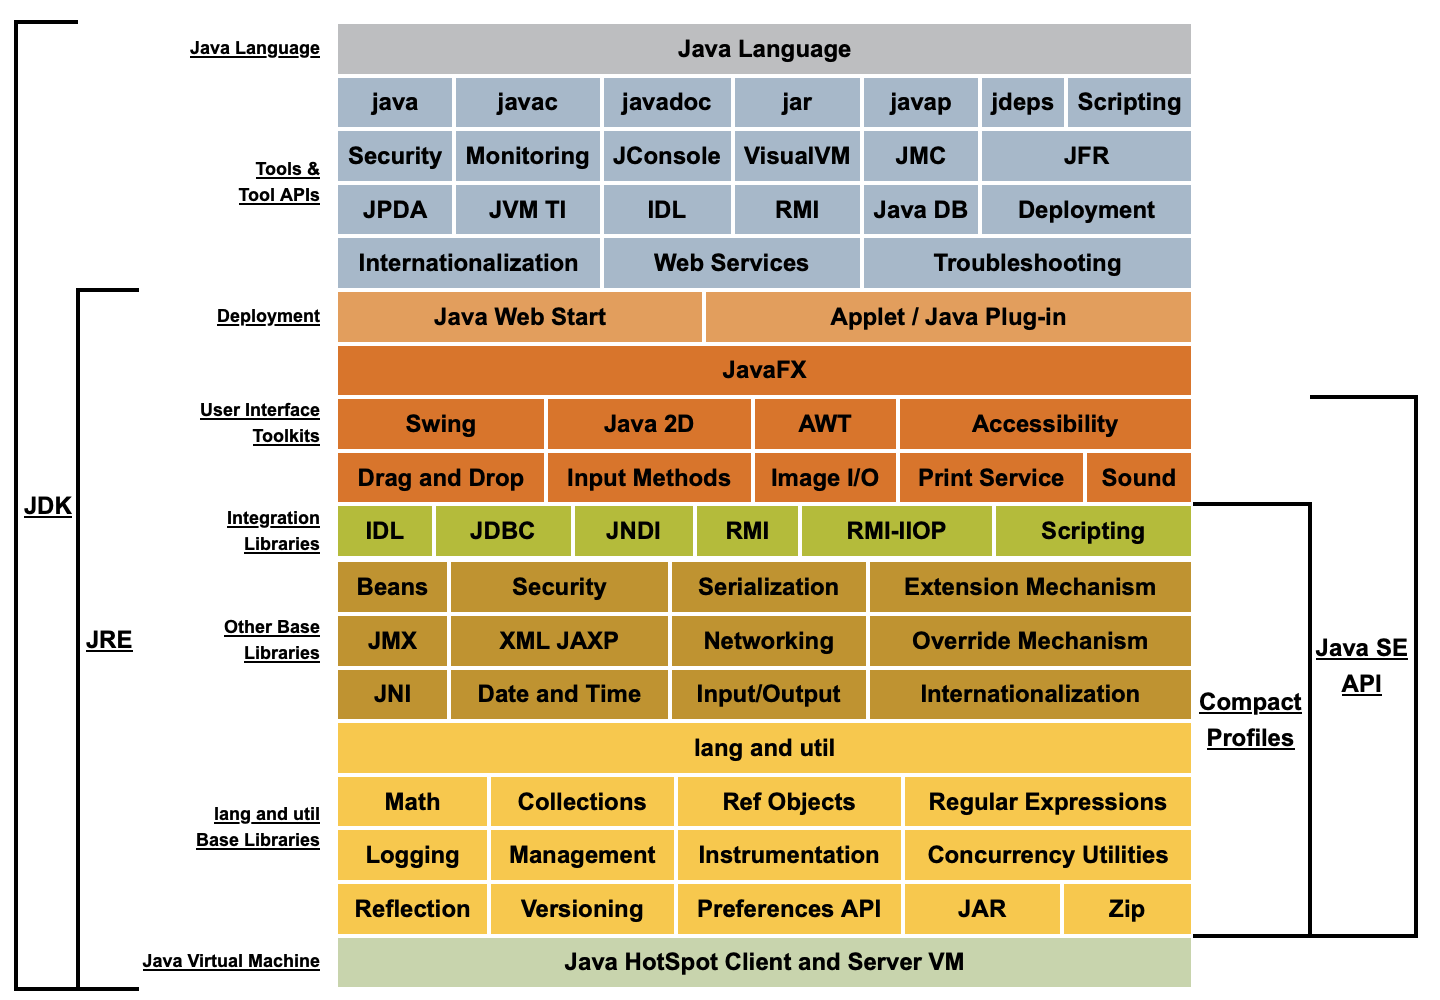 Java Language
Java Language
java javac javadoc jar javap jdeps Scripting
Tools &
Tool APIs
Security Monitoring JConsole VisualVM JMC JFR
JPDA JVM TI IDL RMI Java DB Deployment
Internationalization Web Services Troubleshooting
Deployment
Java Web Start Applet / Java Plug-in
JavaFX
User Interface
Toolkits
Swing Java 2D AWT Accessibility
Drag and Drop Input Methods Image I/O Print Service Sound
JDK
Integration
Libraries
IDL JDBC JNDI RMI RMI-IIOP Scripting
Beans Security Serialization Extension Mechanism
JRE
Other Base
Libraries
JMX XML JAXP Networking Override Mechanism
Java SE
API
JNI Date and Time Input/Output Internationalization
Compact
Profiles
lang and util
lang and util
Base Libraries
Math Collections Ref Objects Regular Expressions
Logging Management Instrumentation Concurrency Utilities
Reflection Versioning Preferences API JAR Zip
Java Virtual Machine
Java HotSpot Client and Server VM